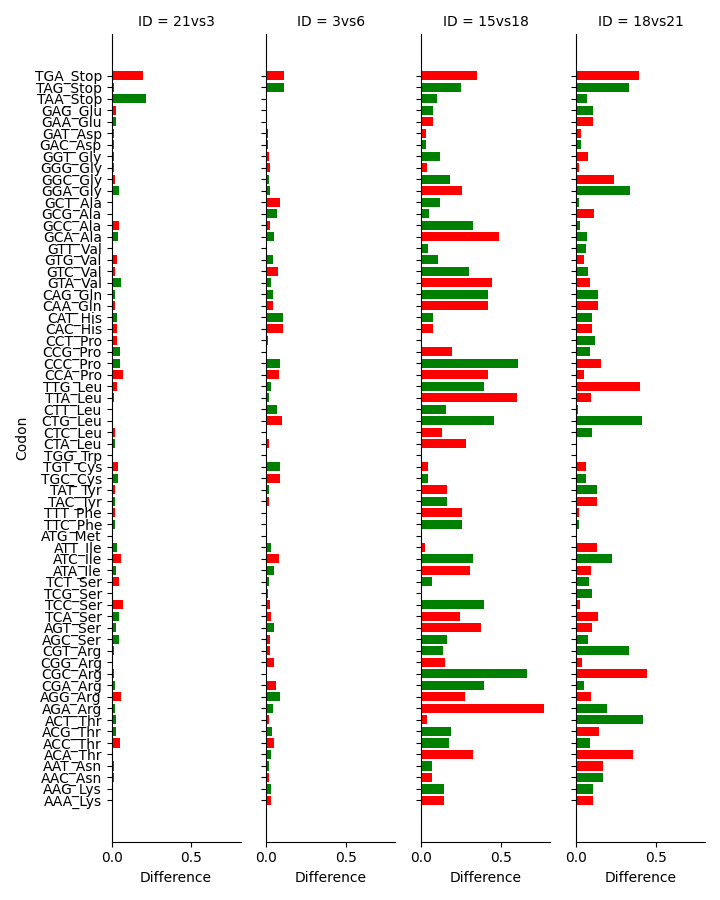 ID = 21vs3 ID = 3vs6 ID = 15vs18 ID = 18vs21
TGA_Stop
TAG_Stop
TAA_Stop
GAG_Glu
GAA_Glu
GAT_Asp
GAC_Asp
GGT_Gly
GGG_Gly
GGC_Gly
GGA_Gly
GCT_Ala
GCG_Ala
GCC_Ala
GCA_Ala
GTT_Val
GTG_Val
GTC_Val
GTA_Val
CAG_Gln
CAA_Gln
CAT_His
CAC_His
CCT_Pro
CCG_Pro
CCC_Pro
CCA_Pro
TTG_Leu
TTA_Leu
CTT_Leu
CTG_Leu
CTC_Leu
CTA_Leu
TGG_Trp
TGT_Cys
TGC_Cys
TAT_Tyr
TAC_Tyr
TTT_Phe
TTC_Phe
ATG_Met
ATT_Ile
ATC_Ile
ATA_Ile
TCT_Ser
TCG_Ser
TCC_Ser
TCA_Ser
AGT_Ser
AGC_Ser
CGT_Arg
CGG_Arg
CGC_Arg
CGA_Arg
AGG_Arg
AGA_Arg
ACT_Thr
ACG_Thr
ACC_Thr
ACA_Thr
AAT_Asn
AAC_Asn
AAG_Lys
AAA_Lys
Codon
0.0 0.5 0.0 0.5 0.0 0.5 0.0 0.5
Difference Difference Difference Difference